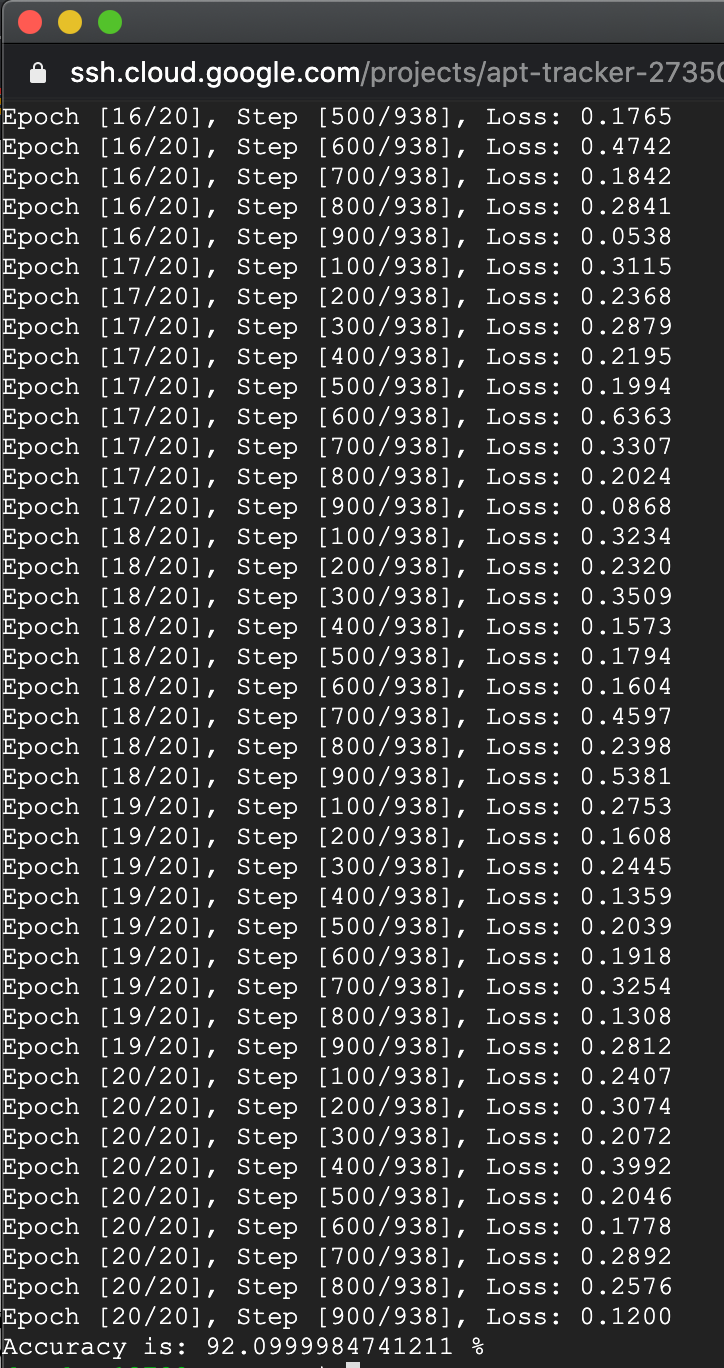 ssh.cloud.google.com/projects/apt-tracker-27350
Epoch [16/20], Step [500/938], Loss: 0.1765
Epoch [16/20], Step [600/938], Loss: 0.4742
Epoch [16/20], Step [700/938], Loss: 0.1842
Epoch [16/20], Step [800/938], Loss: 0.2841
Epoch [16/20], Step [900/938], Loss: 0.0538
Epoch [17/20], Step [100/938], Loss: 0.3115
Epoch [17/20], Step [200/938], Loss: 0.2368
Epoch [17/20], Step [300/938], Loss: 0.2879
Epoch [17/20], Step [400/938], Loss: 0.2195
Epoch [17/20], Step [500/938], Loss: 0.1994
Epoch [17/20], Step [600/938], Loss: 0.6363
Epoch [17/20], Step [700/938], Loss: 0.3307
Epoch [17/20], Step [800/938], Loss: 0.2024
Epoch [17/20], Step [900/938], Loss: 0.0868
Epoch [18/20], Step [100/938], Loss: 0.3234
Epoch [18/20], Step [200/938], Loss: 0.2320
Epoch [18/20], Step [300/938], Loss: 0.3509
Epoch [18/20], Step [400/938], Loss: 0.1573
Epoch [18/20], Step [500/938], Loss: 0.1794
Epoch [18/20], Step [600/938], Loss: 0.1604
Epoch [18/20], Step [700/938], Loss: 0.4597
Epoch [18/20], Step [800/938], Loss: 0.2398
Epoch [18/20], Step [900/938], Loss: 0.5381
Epoch [19/20], Step [100/938], Loss: 0.2753
Epoch [19/20], Step [200/938], Loss: 0.1608
Epoch [19/20], Step [300/938], Loss: 0.2445
Epoch [19/20], Step [400/938], Loss: 0.1359
Epoch [19/20], Step [500/938], Loss: 0.2039
Epoch [19/20], Step [600/938], Loss: 0.1918
Epoch [19/20], Step [700/938], Loss: 0.3254
Epoch [19/20], Step [800/938], Loss: 0.1308
Epoch [19/20], Step [900/938], Loss: 0.2812
Epoch [20/20], Step [100/938], Loss: 0.2407
Epoch [20/20], Step [200/938], Loss: 0.3074
Epoch [20/20], Step [300/938], Loss: 0.2072
Epoch [20/20], Step [400/938], Loss: 0.3992
Epoch [20/20], Step [500/938], Loss: 0.2046
Epoch [20/20], Step [600/938], Loss: 0.1778
Epoch [20/20], Step [700/938], Loss: 0.2892
Epoch [20/20], Step [800/938], Loss: 0.2576
Epoch [20/20], Step [900/938], Loss: 0.1200
Accuracy is: 92.0999984741211 %